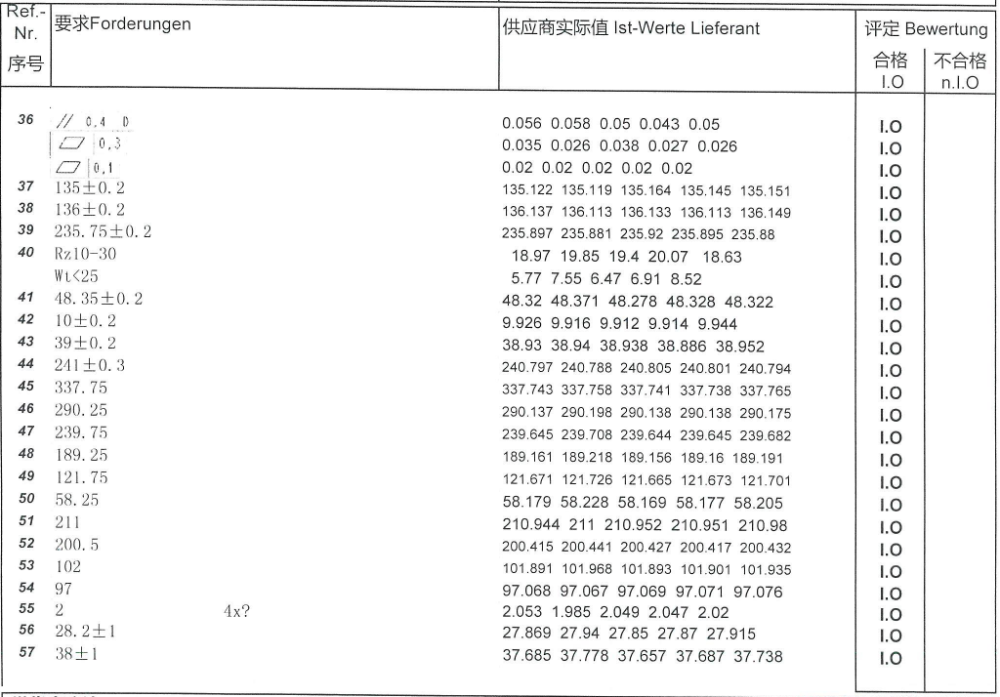 Ref.-Nr. 序号 要求Forderungen 供应商实际值 Ist-Werte Lieferant 评定 Bewertung
合格 I.O 不合格 n.I.O
36 // 0,4 D 0.056 0.058 0.05 0.043 0.05 I.O
▱ 0,3 0.035 0.026 0.038 0.027 0.026 I.O
▱ 0,1 0.02 0.02 0.02 0.02 0.02 I.O
37 135±0.2 135.122 135.119 135.164 135.145 135.151 I.O
38 136±0.2 136.137 136.113 136.133 136.113 136.149 I.O
39 235.75±0.2 235.897 235.881 235.92 235.895 235.88 I.O
40 Rz10-30 18.97 19.85 19.4 20.07 18.63 I.O
Wt<25 5.77 7.55 6.47 6.91 8.52 I.O
41 48.35±0.2 48.32 48.371 48.278 48.328 48.322 I.O
42 10±0.2 9.926 9.916 9.912 9.914 9.944 I.O
43 39±0.2 38.93 38.94 38.938 38.886 38.952 I.O
44 241±0.3 240.797 240.788 240.805 240.801 240.794 I.O
45 337.75 337.743 337.758 337.741 337.738 337.765 I.O
46 290.25 290.137 290.198 290.138 290.138 290.175 I.O
47 239.75 239.645 239.708 239.644 239.645 239.682 I.O
48 189.25 189.161 189.218 189.156 189.16 189.191 I.O
49 121.75 121.671 121.726 121.665 121.673 121.701 I.O
50 58.25 58.179 58.228 58.169 58.177 58.205 I.O
51 211 210.944 211 210.952 210.951 210.98 I.O
52 200.5 200.415 200.441 200.427 200.417 200.432 I.O
53 102 101.891 101.968 101.893 101.901 101.935 I.O
54 97 97.068 97.067 97.069 97.071 97.076 I.O
55 2 4x? 2.053 1.985 2.049 2.047 2.02 I.O
56 28.2±1 27.869 27.94 27.85 27.87 27.915 I.O
57 38±1 37.685 37.778 37.657 37.687 37.738 I.O